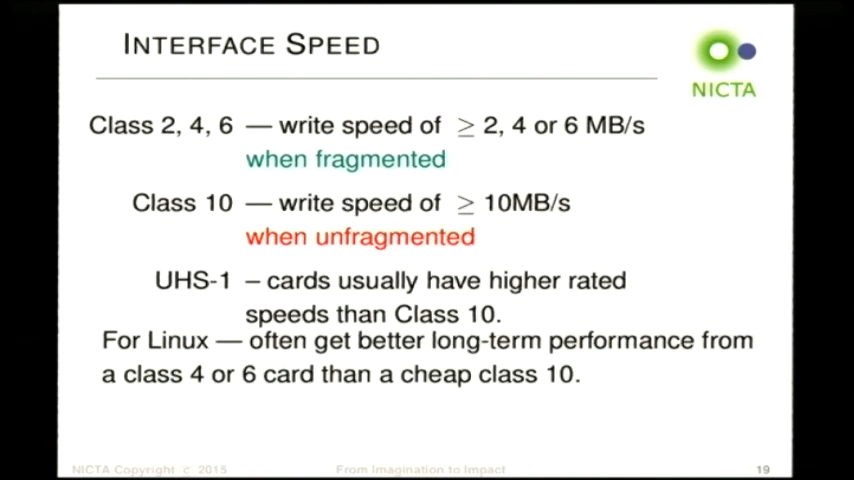 INTERFACE SPEED
NICTA
Class 2, 4, 6 — write speed of ≥ 2, 4 or 6 MB/s
when fragmented
Class 10 — write speed of ≥ 10MB/s
when unfragmented
UHS-1 – cards usually have higher rated
speeds than Class 10.
For Linux — often get better long-term performance from
a class 4 or 6 card than a cheap class 10.
NICTA Copyright c 2015 From Imagination to Impact 19